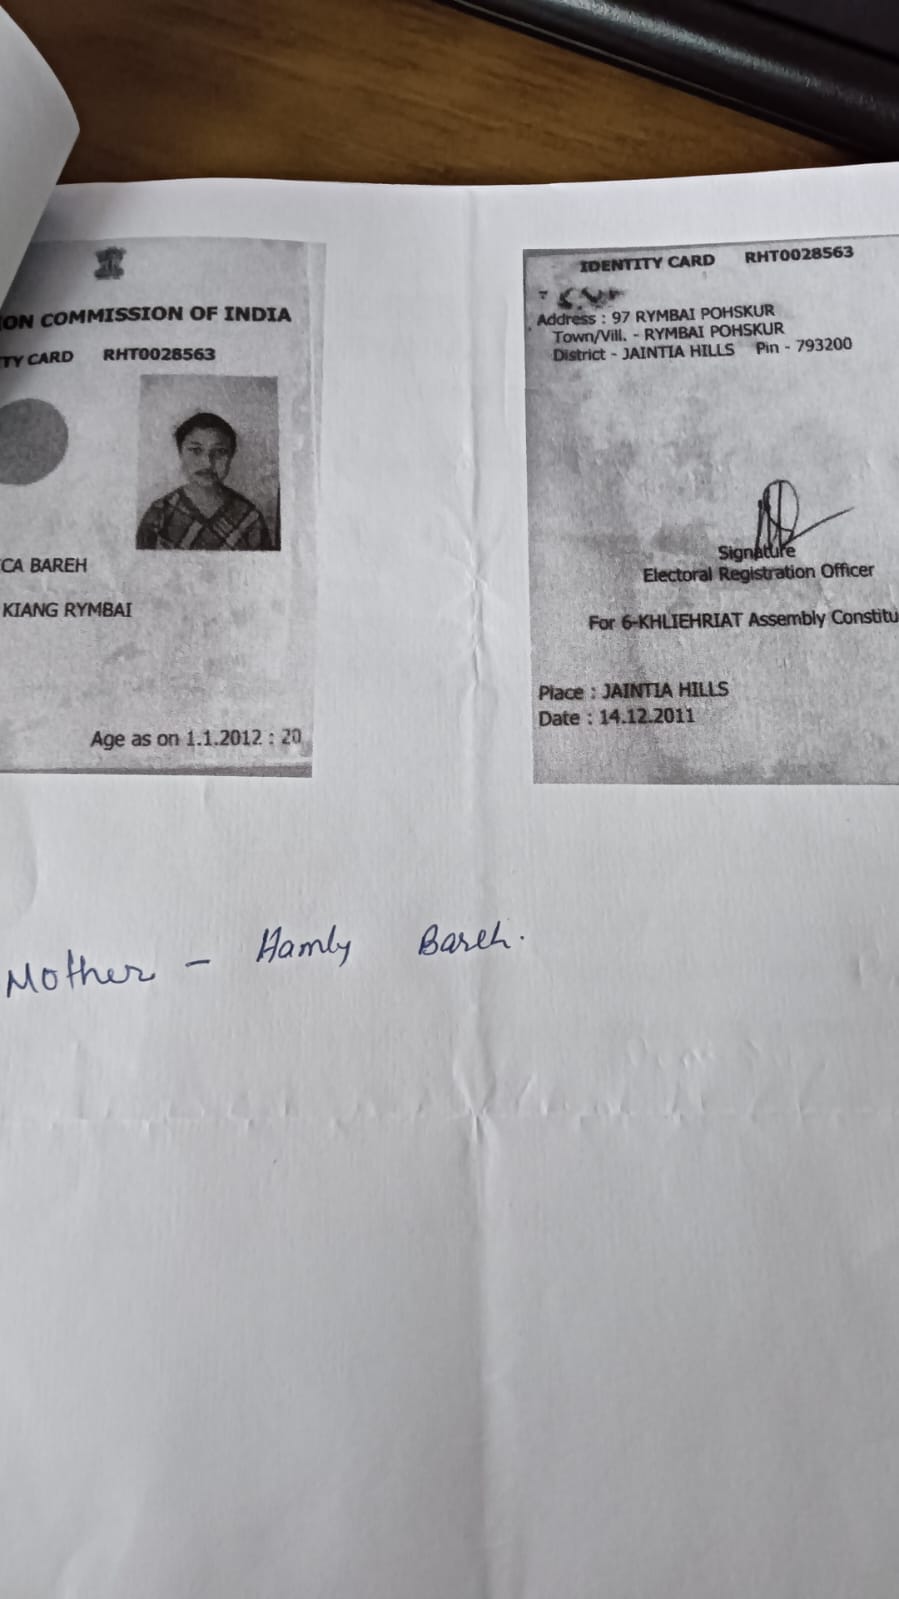 ON COMMISSION OF INDIA
TY CARD RHT0028563
CA BAREH
KIANG RYMBAI
Age as on 1.1.2012 : 20
IDENTITY CARD RHT0028563
Address : 97 RYMBAI POHSKUR
Town/Vill. - RYMBAI POHSKUR
District - JAINTIA HILLS Pin - 793200
Signature
Electoral Registration Officer
For 6-KHLIEHRIAT Assembly Constitu
Place : JAINTIA HILLS
Date : 14.12.2011
Mother - Hamly Bareh.